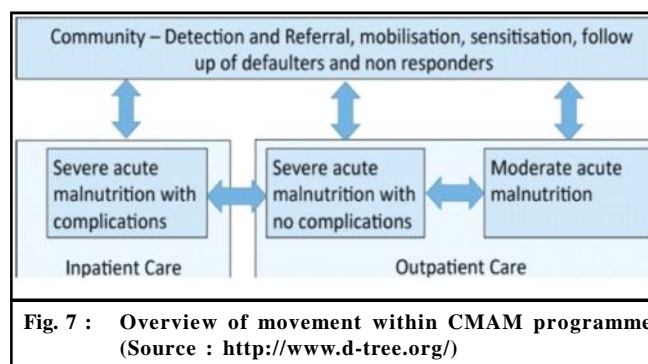 Community – Detection and Referral, mobilisation, sensitisation, follow
up of defaulters and non responders
Severe acute
malnutrition with
complications
Severe acute
malnutrition with
no complications
Moderate acute
malnutrition
Inpatient Care
Outpatient Care
Fig. 7 : Overview of movement within CMAM programme
(Source : http://www.d-tree.org/)